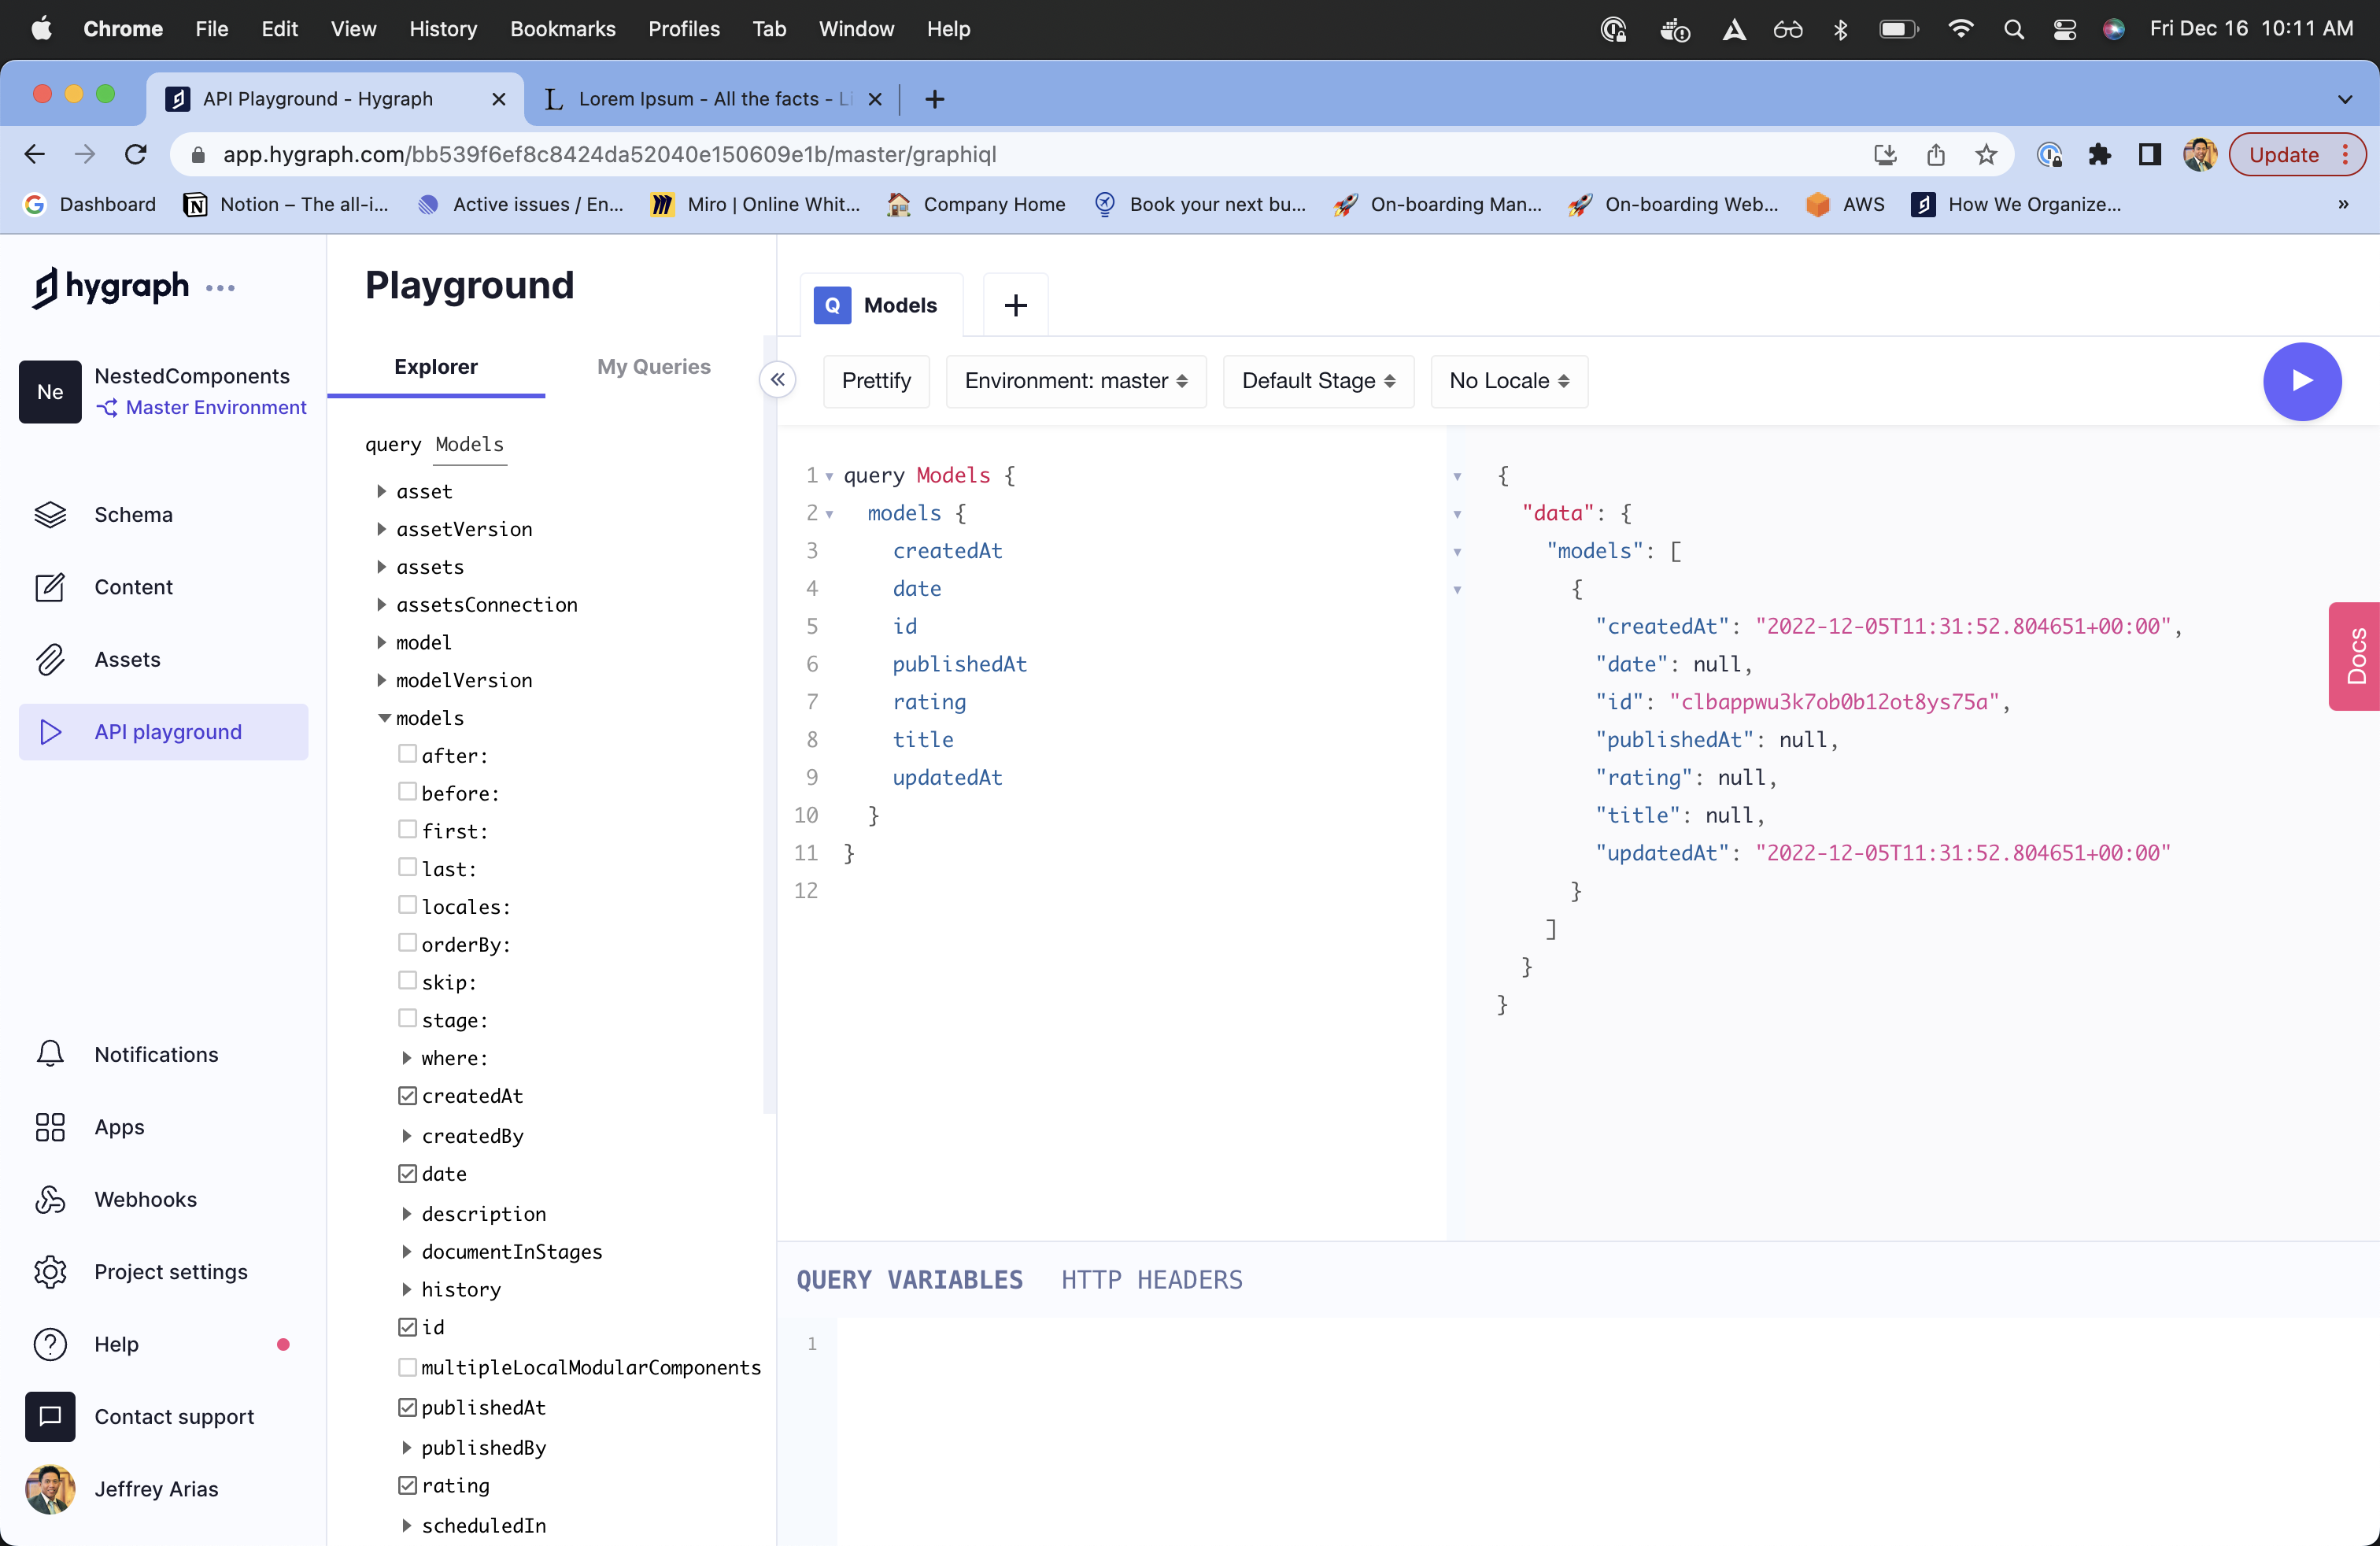 Chrome File Edit View History Bookmarks Profiles Tab Window Help Fri Dec 16 10:11 AM
API Playground - Hygraph
Lorem Ipsum - All the facts - Li
app.hygraph.com/bb539f6ef8c8424da52040e150609e1b/master/graphiql
Update
Dashboard Notion – The all-i... Active issues / En... Miro | Online Whit... Company Home Book your next bu... On-boarding Man... On-boarding Web... AWS How We Organize... »
hygraph
Ne
NestedComponents
Master Environment
Schema
Content
Assets
API playground
Notifications
Apps
Webhooks
Project settings
Help
Contact support
Jeffrey Arias
Playground
Explorer My Queries
query Models
asset
assetVersion
assets
assetsConnection
model
modelVersion
models
after:
before:
first:
last:
locales:
orderBy:
skip:
stage:
where:
createdAt
createdBy
date
description
documentInStages
history
id
multipleLocalModularComponents
publishedAt
publishedBy
rating
scheduledIn
Q Models +
Prettify Environment: master Default Stage No Locale
1 query Models {
2 models {
3 createdAt
4 date
5 id
6 publishedAt
7 rating
8 title
9 updatedAt
10 }
11 }
12
{
"data": {
"models": [
{
"createdAt": "2022-12-05T11:31:52.804651+00:00",
"date": null,
"id": "clbappwu3k7ob0b12ot8ys75a",
"publishedAt": null,
"rating": null,
"title": null,
"updatedAt": "2022-12-05T11:31:52.804651+00:00"
}
]
}
}
Docs
QUERY VARIABLES HTTP HEADERS
1